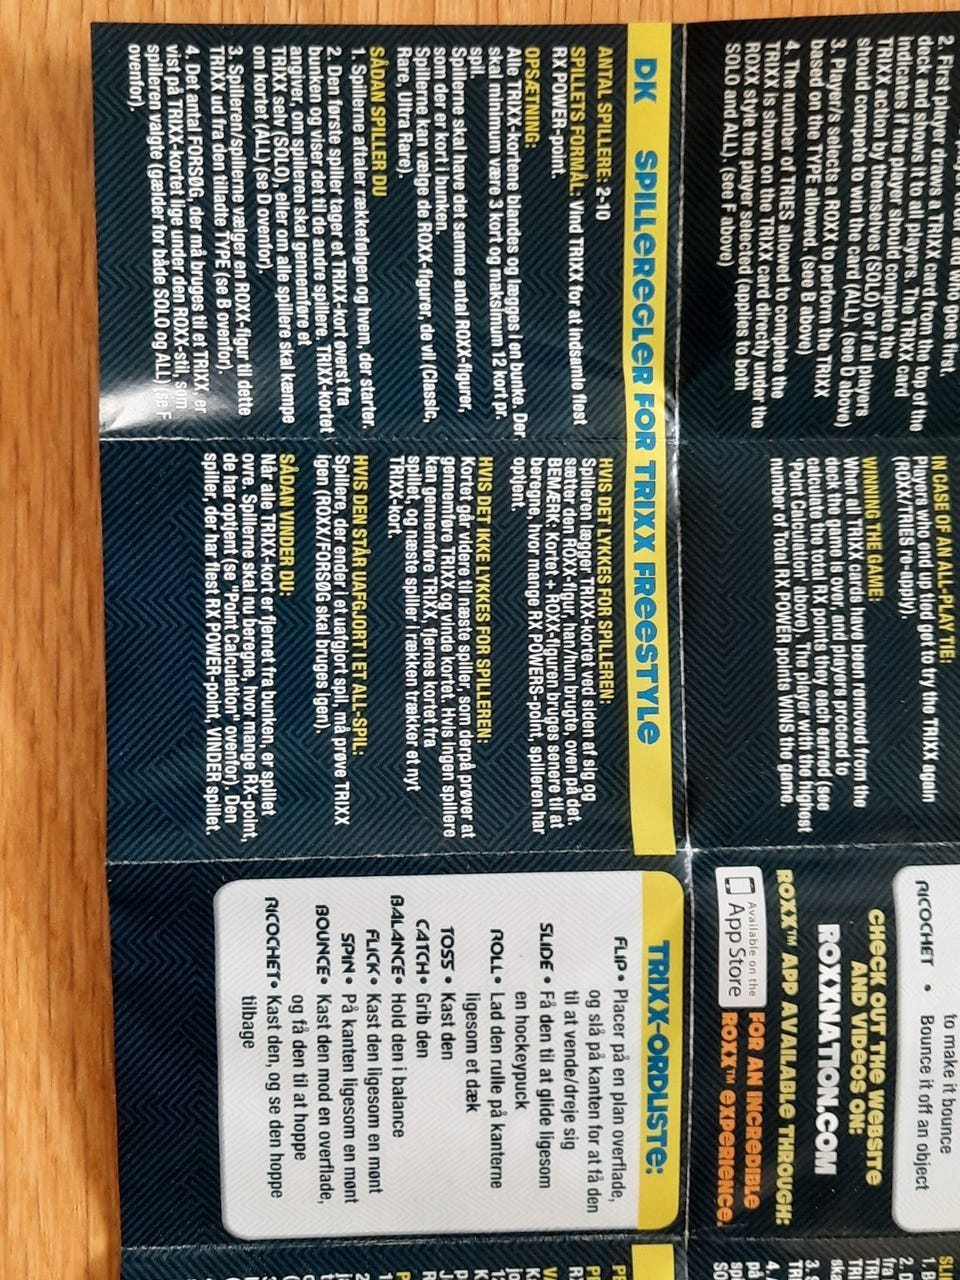 2. First player draws a TRIXX card from the top of the
deck and shows it to all players. The TRIXX card
indicates if the player should complete the
TRIXX action by themselves (SOLO) or if all players
should compete to win the card (ALL). (see D above)
3. Player/s selects a ROXX to perform the TRIXX
based on the TYPE allowed. (see B above)
4. The number of TRIES allowed to complete the
TRIXX is shown on the TRIXX card directly under the
ROXX style the player selected (applies to both
SOLO and ALL). (see F above)
IN CASE OF AN ALL-PLAY TIE:
Players who end up tied get to try the TRIXX again
(ROXX/TRIES re-apply).
WINNING THE GAME:
When all TRIXX cards have been removed from the
deck the game is over, and players proceed to
calculate the total RX points they each earned (see
'Point Calculation' above). The player with the highest
number of Total RX POWER points WINS the game.
to make it bounce
RICOCHET • Bounce it off an object
CHECK OUT THE WEBSITE
AND VIDEOS ON:
ROXXNATION.COM
ROXX™ APP AVAILABLE THROUGH:
Available on the
App Store
FOR AN INCREDIBLE
ROXX™ EXPERIENCE.
DK SPILLEREGLER FOR TRIXX FREESTYLE
ANTAL SPILLERE: 2-10
SPILLETS FORMÅL: Vind TRIXX for at indsamle flest
RX POWER-point.
OPSÆTNING:
Alle TRIXX-kortene blandes og lægges i en bunke. Der
skal minimum være 3 kort og maksimum 12 kort pr.
spil.
Spillerne skal have det samme antal ROXX-figurer,
som der er kort i bunken.
Spillerne kan vælge de ROXX-figurer, de vil (Classic,
Rare, Ultra Rare).
SÅDAN SPILLER DU
1. Spillerne aftaler rækkefølgen og hvem, der starter.
2. Den første spiller tager et TRIXX-kort øverst fra
bunken og viser det til de andre spillere. TRIXX-kortet
angiver, om spilleren skal gennemføre et
TRIXX selv (SOLO), eller om alle spillere skal kæmpe
om kortet (ALL) (se D ovenfor).
3. Spilleren/spillerne vælger en ROXX-figur til dette
TRIXX ud fra den tilladte TYPE (se B ovenfor).
4. Det antal FORSØG, der må bruges til et TRIXX, er
vist på TRIXX-kortet lige under den ROXX-stil, som
spilleren valgte (gælder for både SOLO og ALL) (se F
ovenfor).
HVIS DET LYKKES FOR SPILLEREN:
Spilleren lægger TRIXX-kortet ved siden af sig og
sætter den ROXX-figur, han/hun brugte, oven på det.
BEMÆRK: Kortet + ROXX-figuren bruges senere til at
beregne, hvor mange RX POWERS-point, spilleren har
optjent.
HVIS DET IKKE LYKKES FOR SPILLEREN:
Kortet går videre til næste spiller, som derpå prøver at
gennemføre TRIXX og vinde kortet. Hvis ingen spillere
kan gennemføre TRIXX, fjernes kortet fra
spillet, og næste spiller i rækken trækker et nyt
TRIXX-kort.
HVIS DEN STÅR UAFGJORT I ET ALL-SPIL:
Spillere, der ender i et uafgjort spil, må prøve TRIXX
igen (ROXX/FORSØG skal bruges igen).
SÅDAN VINDER DU:
Når alle TRIXX-kort er fjernet fra bunken, er spillet
ovre. Spillerne skal nu beregne, hvor mange RX-point,
de har optjent (se "Point Calculation" ovenfor). Den
spiller, der har flest RX POWER-point, VINDER spillet.
TRIXX-ORDLISTE:
FLIP • Placer på en plan overflade,
og slå på kanten for at få den
til at vende/dreje sig
SLIDE • Få den til at glide ligesom
en hockeypuck
ROLL • Lad den rulle på kanterne
ligesom et dæk
TOSS • Kast den
CATCH • Grib den
BALANCE • Hold den i balance
FLICK • Kast den ligesom en mønt
SPIN • På kanten ligesom en mønt
BOUNCE • Kast den mod en overflade,
og få den til at hoppe
RICOCHET • Kast den, og se den hoppe
tilbage